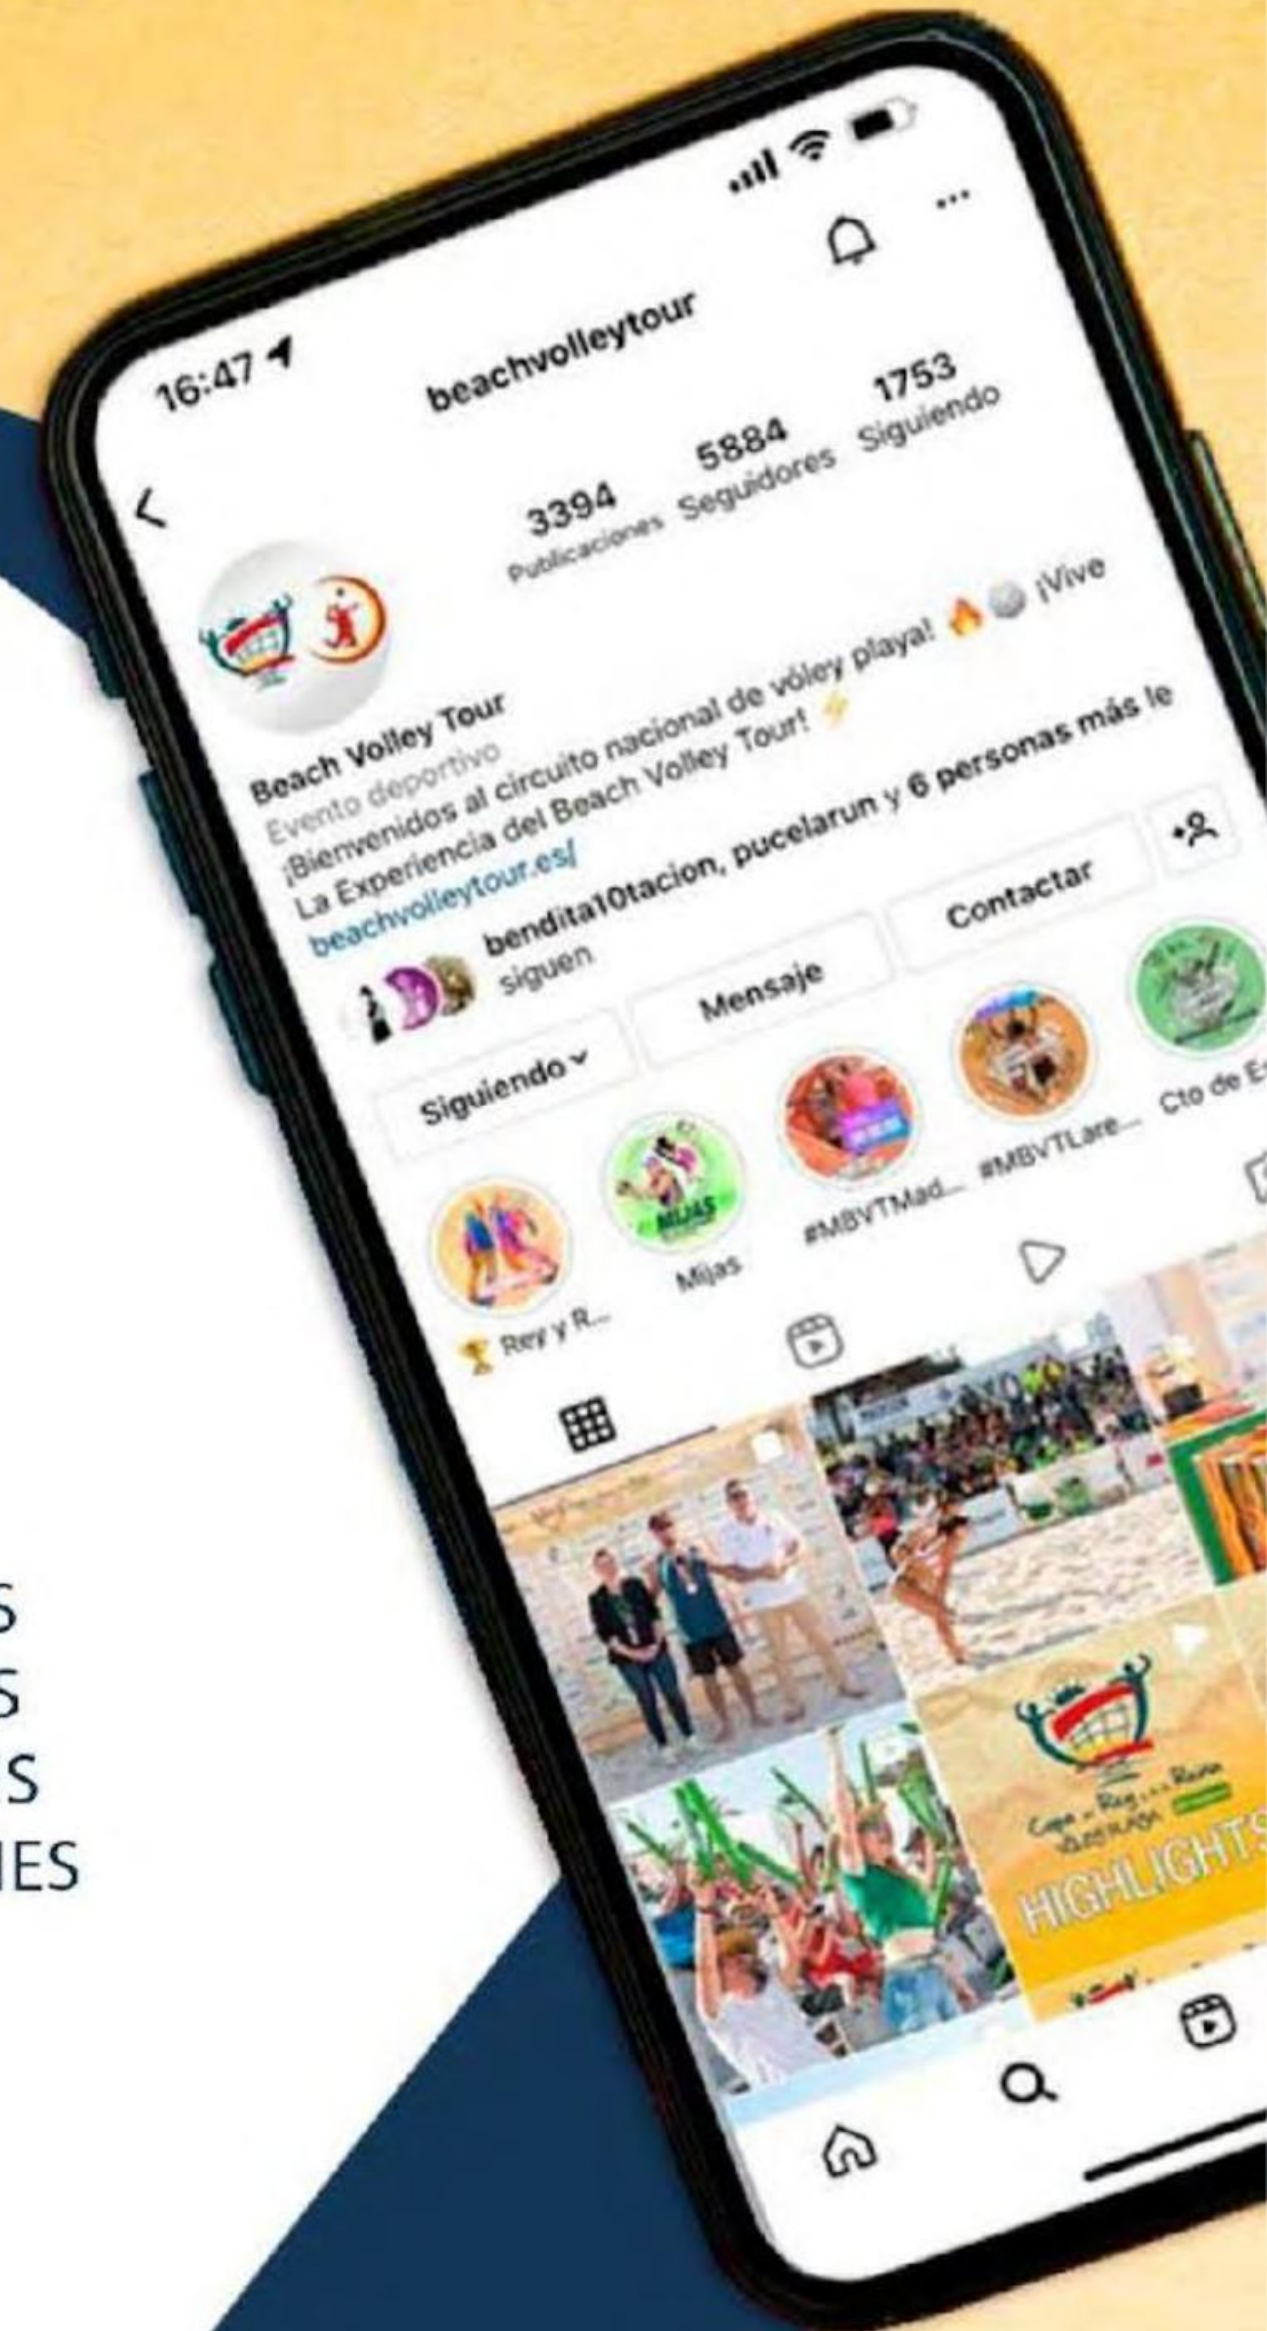 16:47
beachvolleytour
3394
Publicaciones
5884
Seguidores
1753
Siguiendo
Beach Volley Tour
Evento deportivo
¡Bienvenidos al circuito nacional de vóley playa! 🔥🏐 ¡Vive
La Experiencia del Beach Volley Tour! ⚡
beachvolleytour.es/
bendita10tacion, pucelarun y 6 personas más le
siguen
Siguiendo
Mensaje
Contactar
🏆 Rey y R...
Mijas
#MBVTMad...
#MBVTLare...
Cto de Es
MIJAS
HIGHLIGHTS
S
S
S
IES